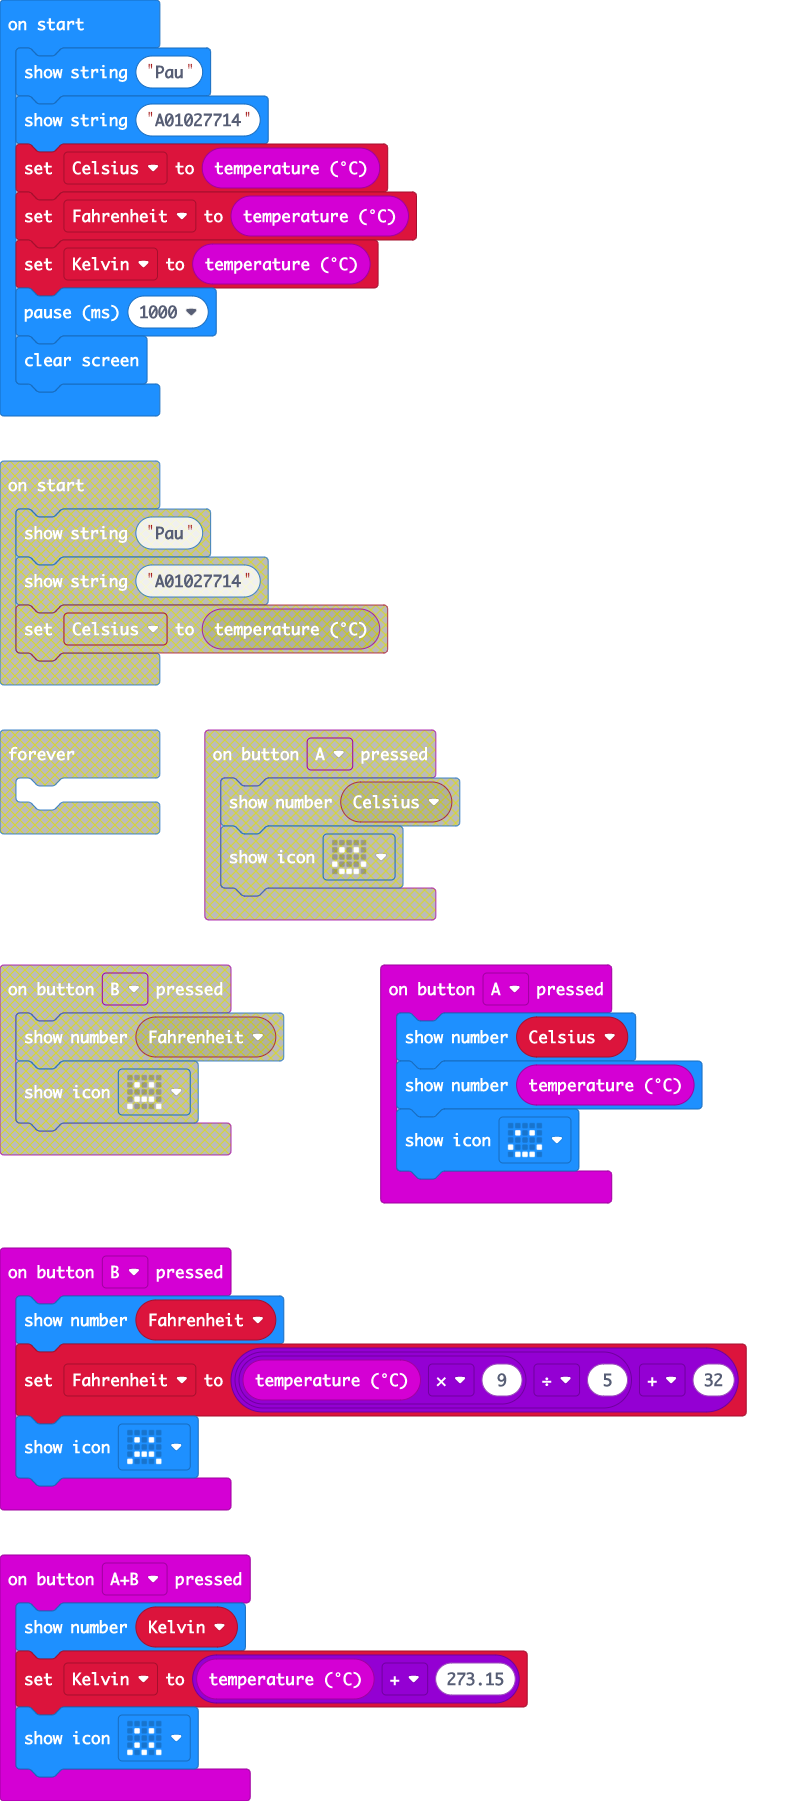 on start
show string "Pau"
show string "A01027714"
set Celsius to temperature (°C)
set Fahrenheit to temperature (°C)
set Kelvin to temperature (°C)
pause (ms) 1000
clear screen
on start
show string "Pau"
show string "A01027714"
set Celsius to temperature (°C)
forever
on button A pressed
show number Celsius
show icon
on button B pressed
show number Fahrenheit
show icon
on button A pressed
show number Celsius
show number temperature (°C)
show icon
on button B pressed
show number Fahrenheit
set Fahrenheit to temperature (°C) × 9 ÷ 5 + 32
show icon
on button A+B pressed
show number Kelvin
set Kelvin to temperature (°C) + 273.15
show icon